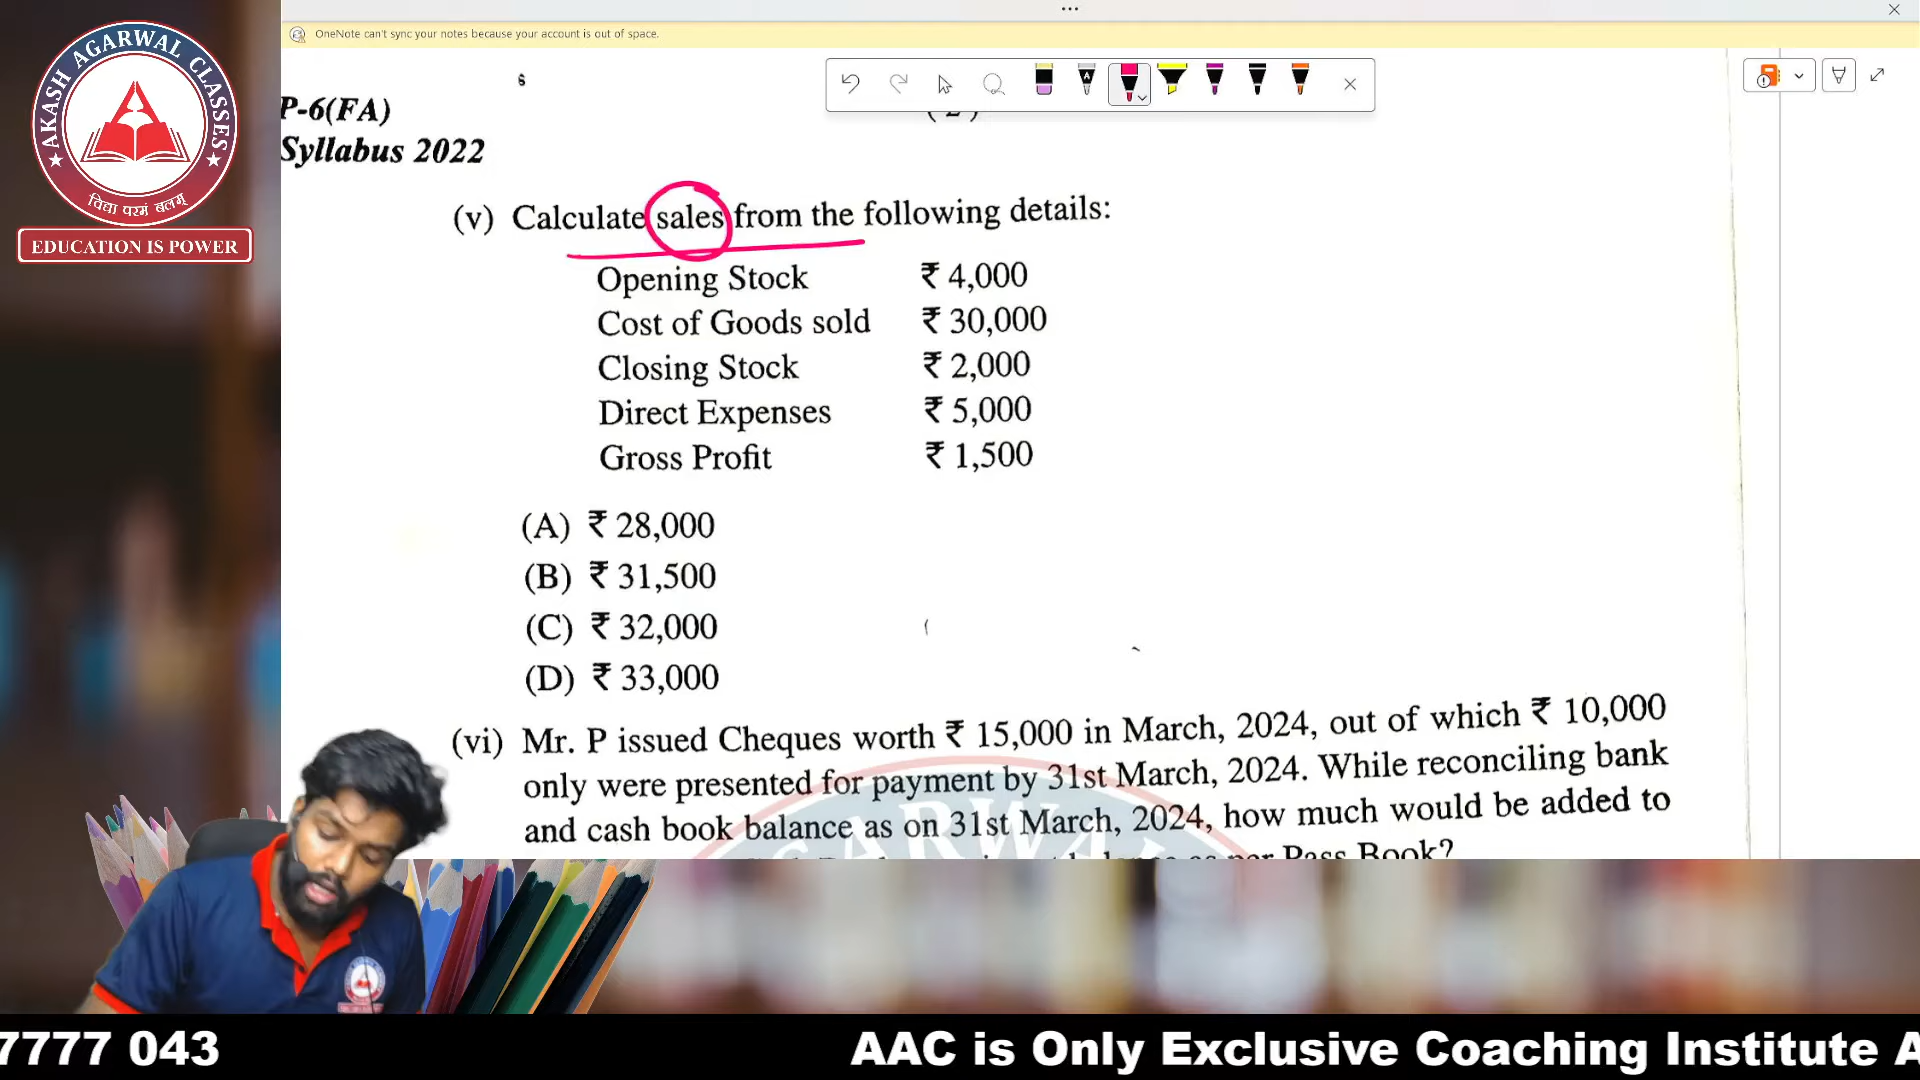 AKASH AGARWAL CLASSES
विद्या परमं बलम्
EDUCATION IS POWER
OneNote can't sync your notes because your account is out of space.
P-6(FA)
Syllabus 2022
( 2 )
(v) Calculate sales from the following details:
Opening Stock ₹ 4,000
Cost of Goods sold ₹ 30,000
Closing Stock ₹ 2,000
Direct Expenses ₹ 5,000
Gross Profit ₹ 1,500
(A) ₹ 28,000
(B) ₹ 31,500
(C) ₹ 32,000
(D) ₹ 33,000
(vi) Mr. P issued Cheques worth ₹ 15,000 in March, 2024, out of which ₹ 10,000
only were presented for payment by 31st March, 2024. While reconciling bank
and cash book balance as on 31st March, 2024, how much would be added to
Pass Book?
7777 043
AAC is Only Exclusive Coaching Institute A